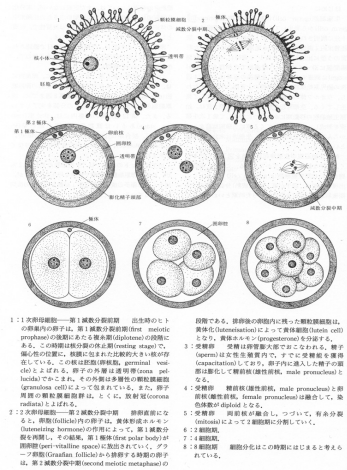 1
2
顆粒膜細胞
極体
減数分裂中期
核小体
透明帯
胚胞
3
第2極体
第1極体
4
5
卵前核
囲卵腔
透明帯
膨化精子頭部
減数分裂中期
6
極体
7
囲卵腔
8
1：1次卵母細胞——第1減数分裂前期　出生時のヒト
の卵巣内の卵子は，第1減数分裂前期(first meiotic
prophase)の後期にあたる複糸期(diplotene)の段階に
ある．この時期は核分裂の休止期(resting stage)で，
偏心性の位置に，核膜に包まれた比較的大きい核が存
在している．この核は胚胞(卵核胞, germinal vesi-
cle)とよばれる．卵子の外層は透明帯(zona pel-
lucida)でかこまれ，その外側は多層性の顆粒膜細胞
(granulosa cell)によって包まれている．また，卵子
周囲の顆粒膜細胞群は，とくに，放射冠(corona
radiata)とよばれる．
2：2次卵母細胞——第2減数分裂中期　排卵直前にな
ると，卵胞(follicle)内の卵子は，黄体形成ホルモン
(luteinizing hormone)の作用によって，第1減数分
裂を再開し，その結果，第1極体(first polar body)が
囲卵腔(peri-vitelline space)に放出されていく．グラ
ーフ卵胞(Graafian follicle)から排卵する時期の卵子
は，第2減数分裂中期(second meiotic metaphase)の
段階である．排卵後の卵胞内に残った顆粒膜細胞は，
黄体化(luteinisation)によって黄体細胞(lutein cell)
となり，黄体ホルモン(progesterone)を分泌する．
3：受精卵　受精は卵管膨大部でおこなわれる．精子
(sperm)は女性生殖管内で，すでに受精能を獲得
(capacitation)しており，卵子内に進入した精子の頭
部は膨化して精前核(雄性前核, male pronucleus)と
なる．
4：受精卵　精前核(雄性前核, male pronucleus)と卵
前核(雌性前核, female pronucleus)は融合して，染
色体数が diploid となる．
5：受精卵　両前核が融合し，つづいて，有糸分裂
(mitosis)によって2細胞期に分割していく．
6：2細胞期．
7：4細胞期．
8：8細胞期　細胞分化はこの時期にはじまると考えら
れている．